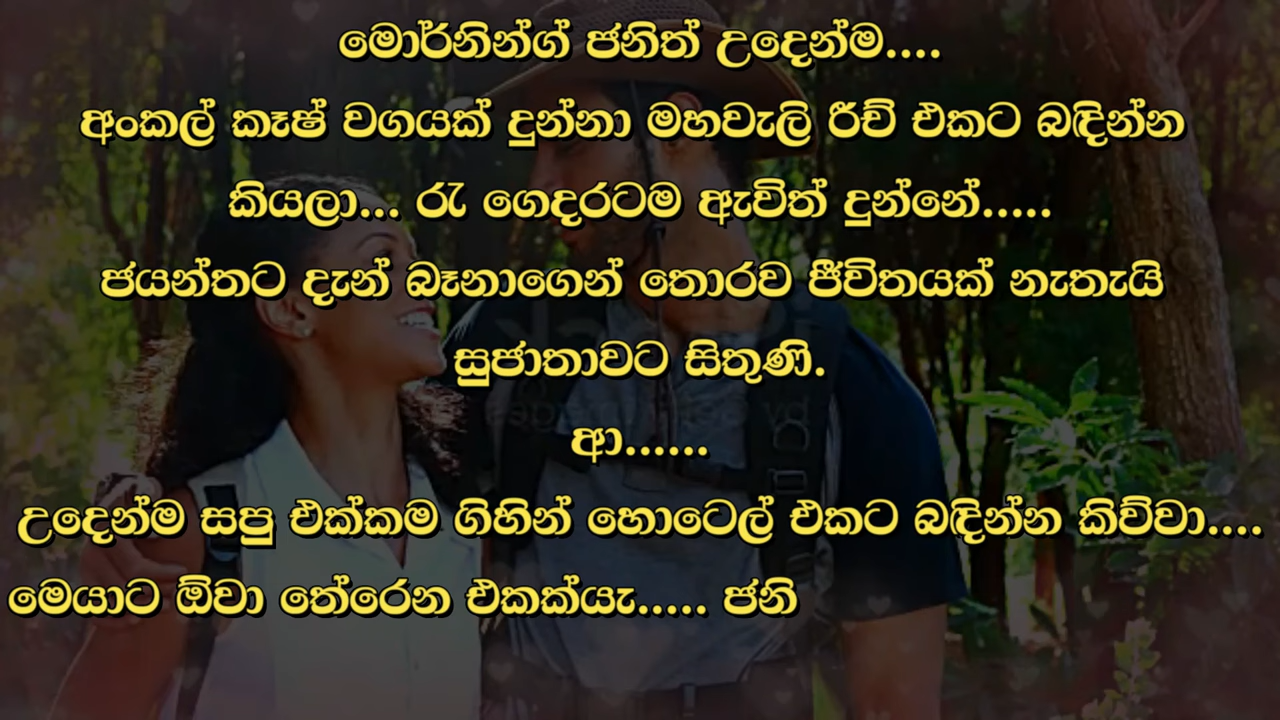 මොර්නින්ග් ජනිත් උදෙන්ම....
අංකල් කෑෂ් වගයක් දුන්නා මහවැලි රීච් එකට බඳින්න
කියලා... රෑ ගෙදරටම ඇවිත් දුන්නේ.....
ජයන්තට දැන් බෑනාගෙන් තොරව ජීවිතයක් නැතැයි
සුජාතාවට සිතුණි.
ආ......
උදෙන්ම සපු එක්කම ගිහින් හොටෙල් එකට බඳින්න කිව්වා....
මෙයාට ඕවා තේරෙන එකක්යැ..... ජනි